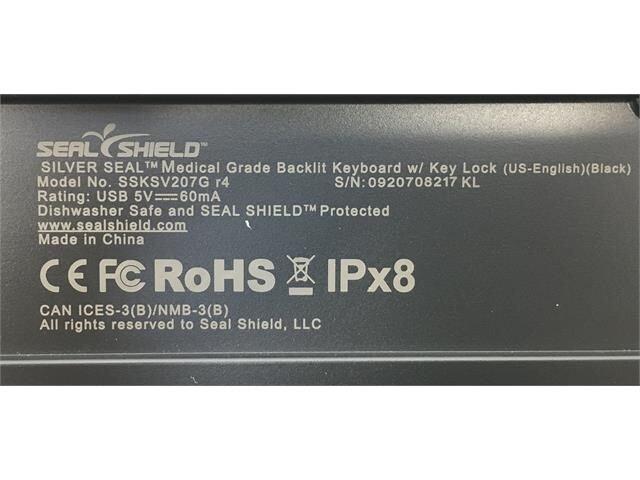 SEAL SHIELD™
SILVER SEAL™ Medical Grade Backlit Keyboard w/ Key Lock (US-English)(Black)
Model No. SSKSV207G r4 S/N: 0920708217 KL
Rating: USB 5V⎓60mA
Dishwasher Safe and SEAL SHIELD™ Protected
www.sealshield.com
Made in China
CE FC RoHS IPx8
CAN ICES-3(B)/NMB-3(B)
All rights reserved to Seal Shield, LLC